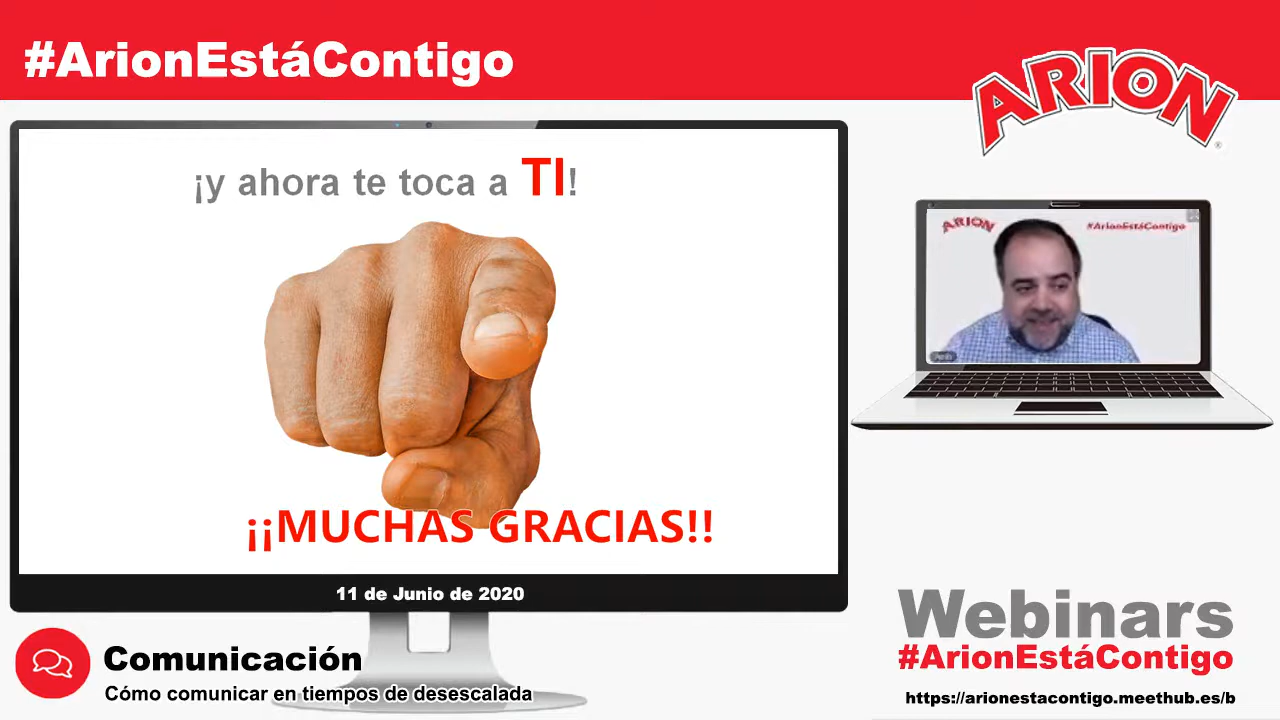 #ArionEstáContigo
ARION
®
¡y ahora te toca a TI!
¡¡MUCHAS GRACIAS!!
11 de Junio de 2020
ARION
#ArionEstáContigo
Comunicación
Cómo comunicar en tiempos de desescalada
Webinars
#ArionEstáContigo
https://arionestacontigo.meethub.es/b